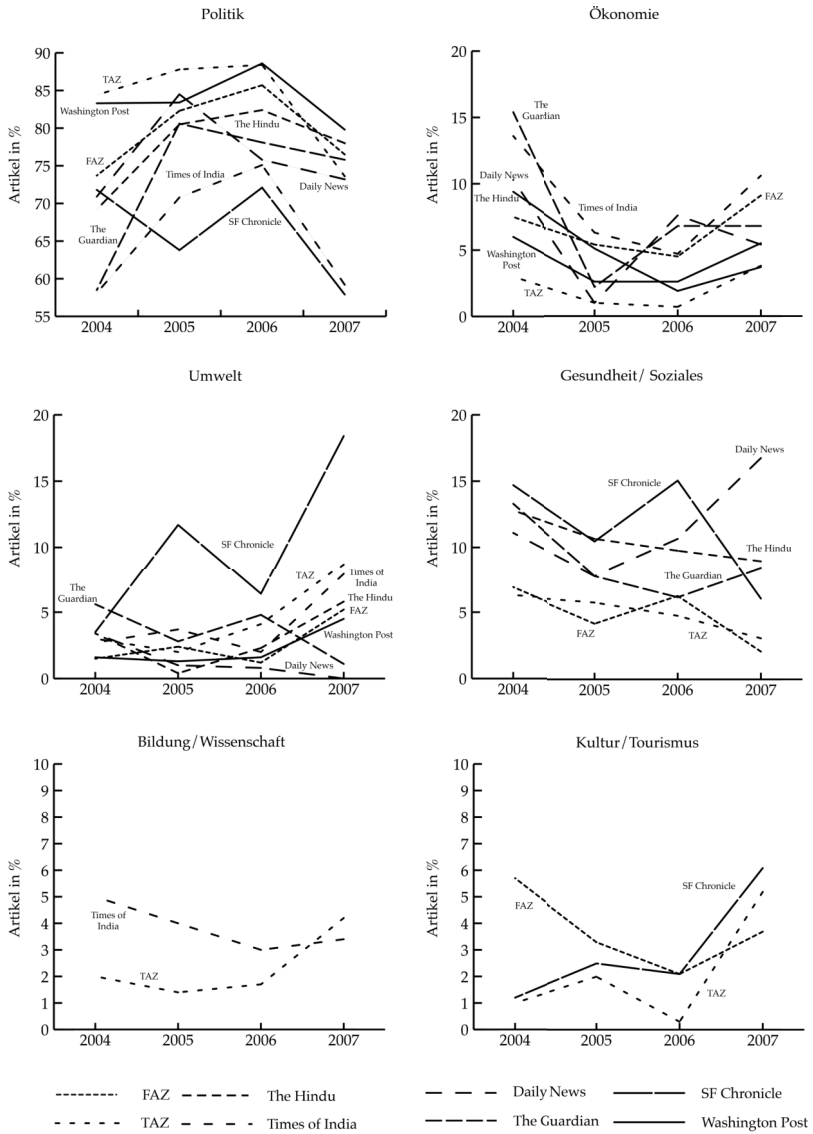 Politik
Artikel in %
90
85
80
75
70
65
60
55
2004
2005
2006
2007
TAZ
Washington Post
FAZ
The Hindu
Times of India
The
Guardian
SF Chronicle
Daily News
Ökonomie
Artikel in %
20
15
10
5
0
2004
2005
2006
2007
The
Guardian
Daily News
The Hindu
Times of India
FAZ
Washington
Post
TAZ
Umwelt
Artikel in %
20
15
10
5
0
2004
2005
2006
2007
SF Chronicle
The
Guardian
TAZ
Times of
India
The Hindu
FAZ
Washington Post
Daily News
Gesundheit/ Soziales
Artikel in %
20
15
10
5
0
2004
2005
2006
2007
Daily News
SF Chronicle
The Hindu
The Guardian
FAZ
TAZ
Bildung/Wissenschaft
Artikel in %
10
9
8
7
6
5
4
3
2
1
0
2004
2005
2006
2007
Times of
India
TAZ
Kultur/Tourismus
Artikel in %
10
9
8
7
6
5
4
3
2
1
0
2004
2005
2006
2007
SF Chronicle
FAZ
TAZ
FAZ
The Hindu
Daily News
SF Chronicle
TAZ
Times of India
The Guardian
Washington Post